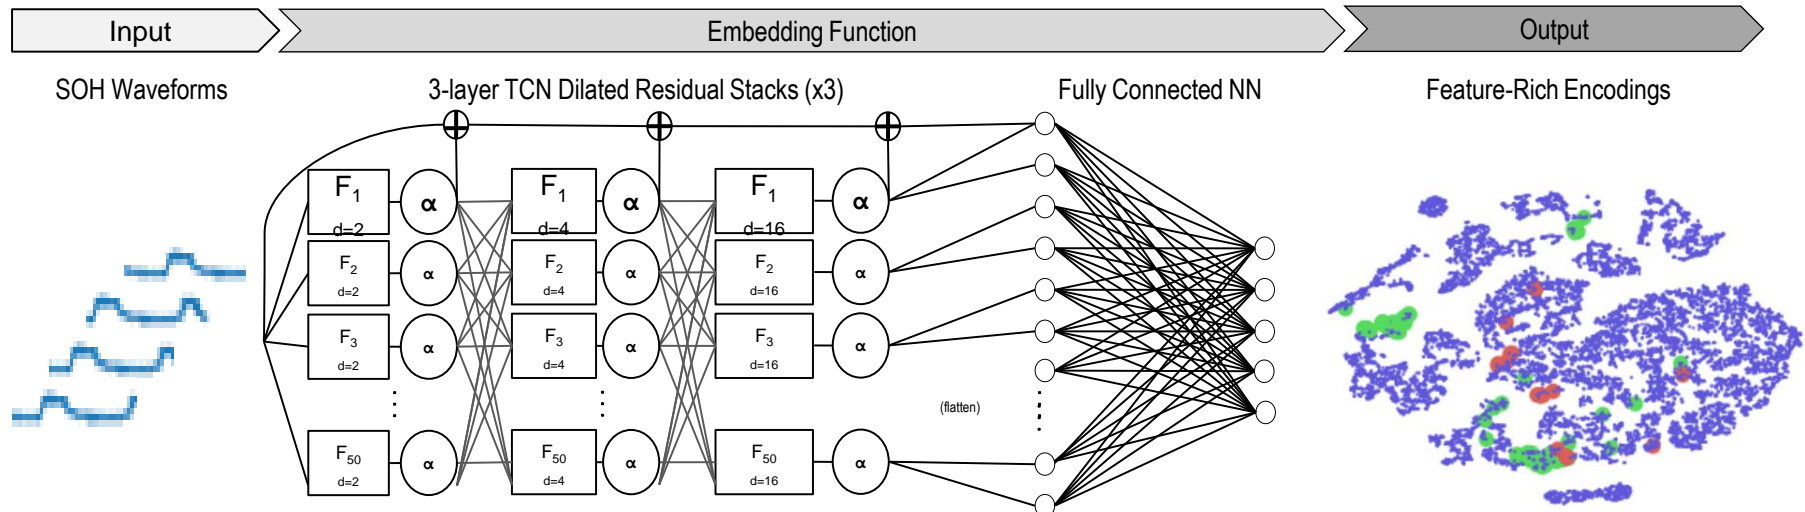 Input
Embedding Function
Output
SOH Waveforms
3-layer TCN Dilated Residual Stacks (x3)
Fully Connected NN
Feature-Rich Encodings
F₁ α F₁ α F₁ α
d=2 d=4 d=16
F₂ α F₂ α F₂ α
d=2 d=4 d=16
F₃ α F₃ α F₃ α
d=2 d=4 d=16
(flatten)
F₅₀ α F₅₀ α F₅₀ α
d=2 d=4 d=16